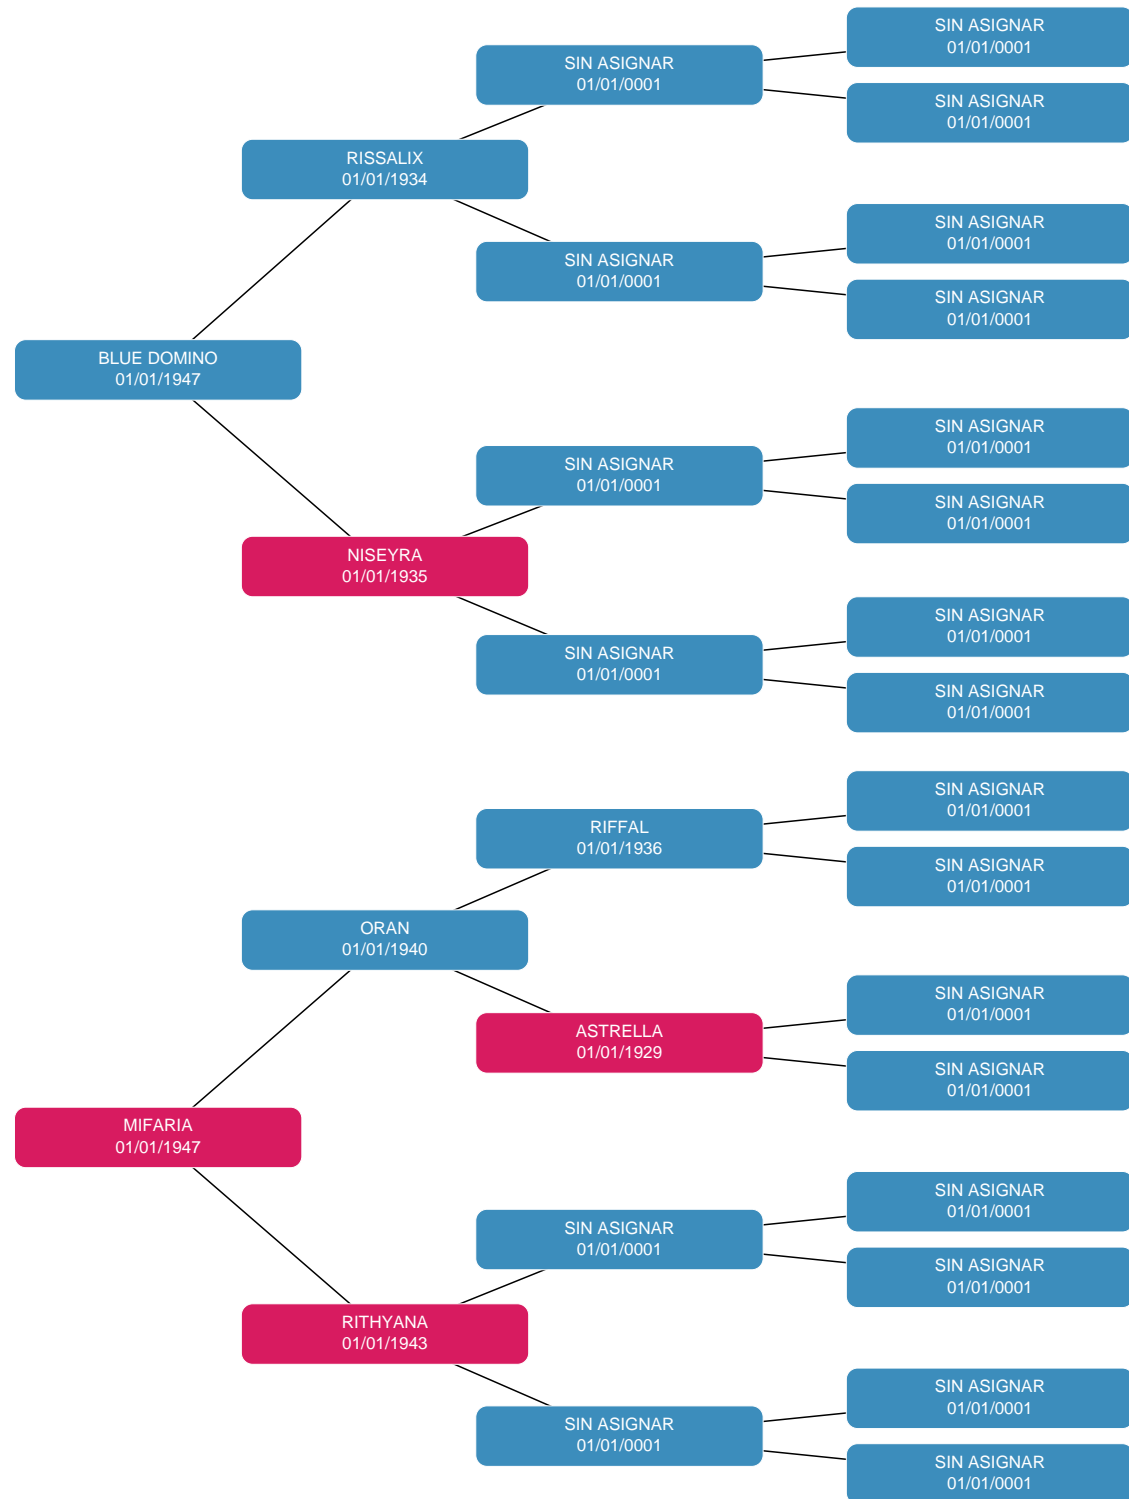 SIN ASIGNAR
01/01/0001
SIN ASIGNAR
01/01/0001
SIN ASIGNAR
01/01/0001
RISSALIX
01/01/1934
SIN ASIGNAR
01/01/0001
SIN ASIGNAR
01/01/0001
SIN ASIGNAR
01/01/0001
BLUE DOMINO
01/01/1947
SIN ASIGNAR
01/01/0001
SIN ASIGNAR
01/01/0001
SIN ASIGNAR
01/01/0001
NISEYRA
01/01/1935
SIN ASIGNAR
01/01/0001
SIN ASIGNAR
01/01/0001
SIN ASIGNAR
01/01/0001
SIN ASIGNAR
01/01/0001
RIFFAL
01/01/1936
SIN ASIGNAR
01/01/0001
ORAN
01/01/1940
SIN ASIGNAR
01/01/0001
ASTRELLA
01/01/1929
SIN ASIGNAR
01/01/0001
MIFARIA
01/01/1947
SIN ASIGNAR
01/01/0001
SIN ASIGNAR
01/01/0001
SIN ASIGNAR
01/01/0001
RITHYANA
01/01/1943
SIN ASIGNAR
01/01/0001
SIN ASIGNAR
01/01/0001
SIN ASIGNAR
01/01/0001